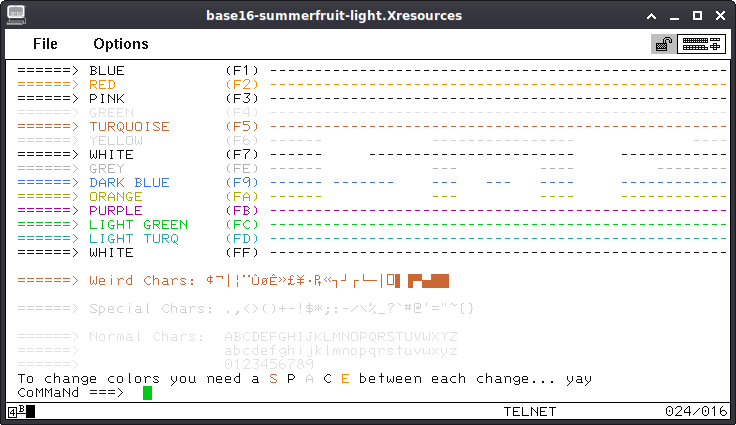 base16-summerfruit-light.Xresources
File Options
======> BLUE (F1) ---------------------------------------------------
======> RED (F2) ---------------------------------------------------
======> PINK (F3) ---------------------------------------------------
======> GREEN (F4) ---------------------------------------------------
======> TURQUOISE (F5) ---------------------------------------------------
======> YELLOW (F6) ------ --- ----
======> WHITE (F7) ------ ----------------------- ------------
======> GREY (FE) ------ --- ---
======> DARK BLUE (F9) ------ ------- --- --- ---- ------------
======> ORANGE (FA) ------ --- ---- ------------
======> PURPLE (FB) ---------------------------------------------------
======> LIGHT GREEN (FC) ---------------------------------------------------
======> LIGHT TURQ (FD) ---------------------------------------------------
======> WHITE (FF) ---------------------------------------------------
======> Weird Chars: ¢¬|¦¨ÛøÊ»£¥·₧«┐┘┌└─│
======> Special Chars: .,<>()+-!$*;:-/\%_?`#@'="~{}
======> Normal Chars: ABCDEFGHIJKLMNOPQRSTUVWXYZ
======> abcdefghijklmnopqrstuvwxyz
======> 0123456789
To change colors you need a S P A C E between each change... yay
CoMMaNd ===>
4B TELNET 024/016